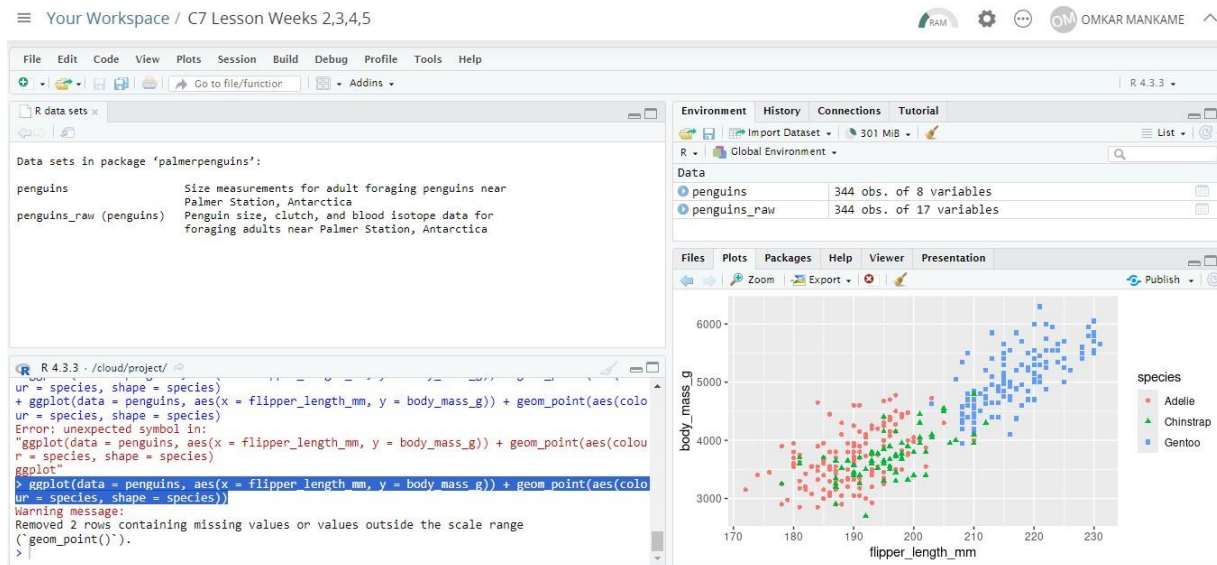 Your Workspace / C7 Lesson Weeks 2,3,4,5
RAM
OM OMKAR MANKAME
File Edit Code View Plots Session Build Debug Profile Tools Help
Go to file/function Addins R 4.3.3
R data sets
Data sets in package ‘palmerpenguins’:
penguins Size measurements for adult foraging penguins near
Palmer Station, Antarctica
penguins_raw (penguins) Penguin size, clutch, and blood isotope data for
foraging adults near Palmer Station, Antarctica
R 4.3.3 · /cloud/project/
ur = species, shape = species)
+ ggplot(data = penguins, aes(x = flipper_length_mm, y = body_mass_g)) + geom_point(aes(colo
ur = species, shape = species)
Error: unexpected symbol in:
"ggplot(data = penguins, aes(x = flipper_length_mm, y = body_mass_g)) + geom_point(aes(colou
r = species, shape = species)
ggplot"
> ggplot(data = penguins, aes(x = flipper_length_mm, y = body_mass_g)) + geom_point(aes(colo
ur = species, shape = species))
Warning message:
Removed 2 rows containing missing values or values outside the scale range
(`geom_point()`).
>
Environment History Connections Tutorial
Import Dataset 301 MiB List
R Global Environment
Data
penguins 344 obs. of 8 variables
penguins_raw 344 obs. of 17 variables
Files Plots Packages Help Viewer Presentation
Zoom Export Publish
body_mass_g
6000
5000
4000
3000
170 180 190 200 210 220 230
flipper_length_mm
species
Adelie
Chinstrap
Gentoo